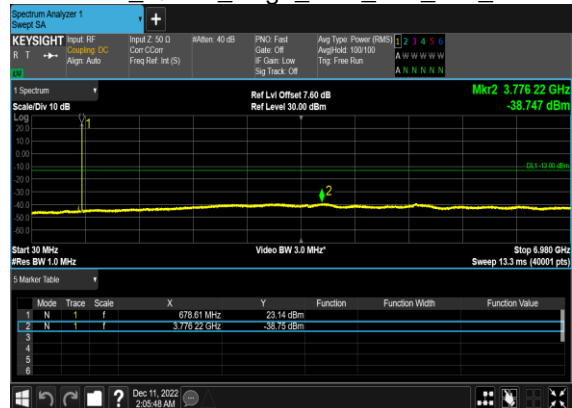 Spectrum Analyzer 1
Swept SA
+
KEYSIGHT Input: RF Input Z: 50 Ω #Atten: 40 dB PNO: Fast Avg Type: Power (RMS) 1 2 3 4 5 6
R T Coupling: DC Corr CCorr Gate: Off Avg|Hold: 100/100 A W W W W W
Align: Auto Freq Ref: Int (S) IF Gain: Low Trig: Free Run
LXI Sig Track: Off A N N N N N
1 Spectrum Ref Lvl Offset 7.60 dB Mkr2 3.776 22 GHz
Scale/Div 10 dB Ref Level 30.00 dBm -38.747 dBm
Log
1
20.0
10.0
0.00
-10.0
DL1 -13.00 dBm
-20.0
-30.0
2
-40.0
-50.0
-60.0
Start 30 MHz Video BW 3.0 MHz* Stop 6.980 GHz
#Res BW 1.0 MHz Sweep 13.3 ms (40001 pts)
5 Marker Table
Mode Trace Scale X Y Function Function Width Function Value
1 N 1 f 678.61 MHz 23.14 dBm
2 N 1 f 3.776 22 GHz -38.75 dBm
3
4
5
6
? Dec 11, 2022
2:05:48 AM